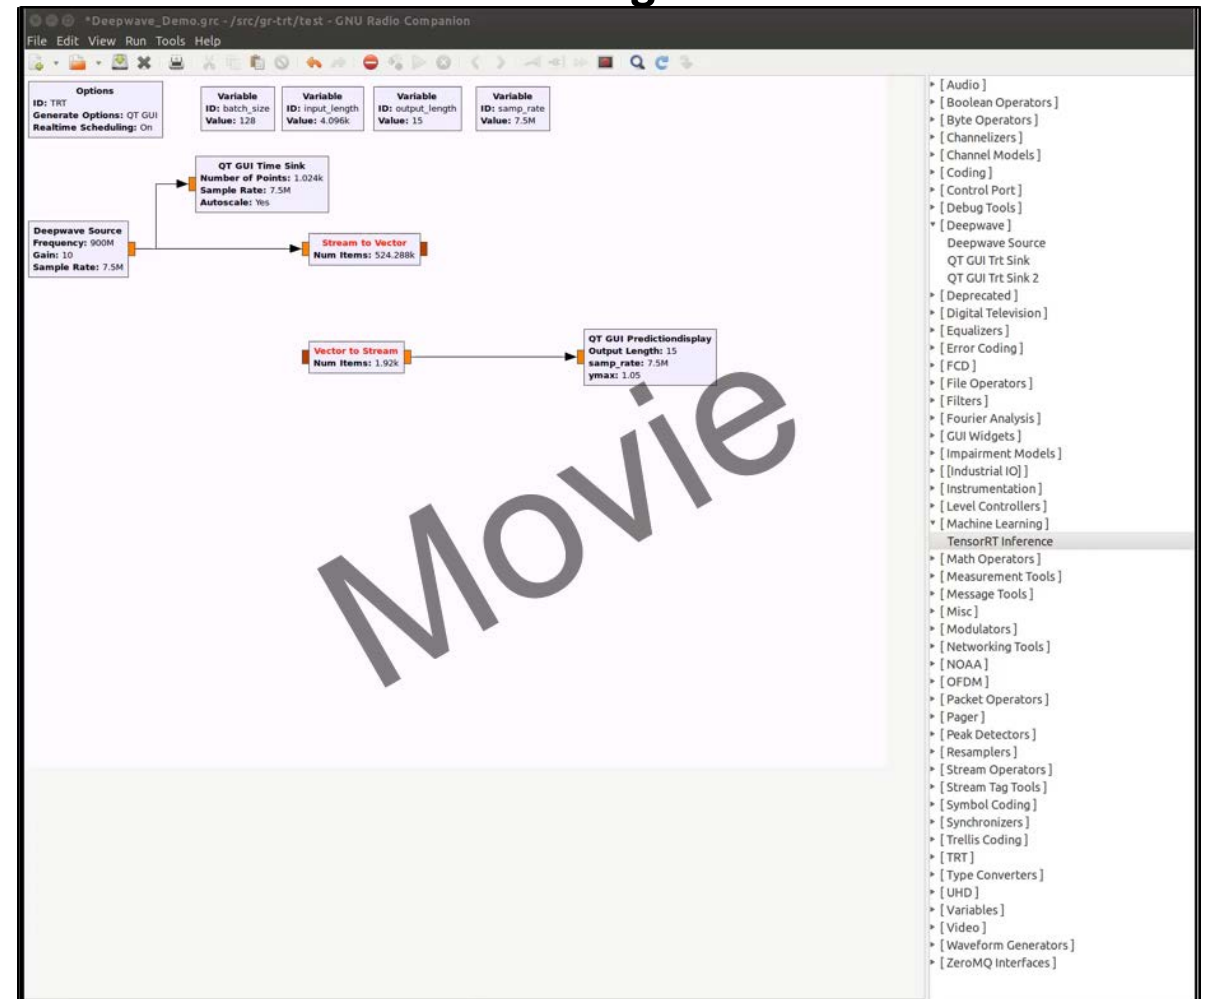 *Deepwave_Demo.grc - /src/gr-trt/test - GNU Radio Companion
File Edit View Run Tools Help
Options
ID: TRT
Generate Options: QT GUI
Realtime Scheduling: On
Variable
ID: batch_size
Value: 128
Variable
ID: input_length
Value: 4.096k
Variable
ID: output_length
Value: 15
Variable
ID: samp_rate
Value: 7.5M
QT GUI Time Sink
Number of Points: 1.024k
Sample Rate: 7.5M
Autoscale: Yes
Deepwave Source
Frequency: 900M
Gain: 10
Sample Rate: 7.5M
Stream to Vector
Num Items: 524.288k
Vector to Stream
Num Items: 1.92k
QT GUI Predictiondisplay
Output Length: 15
samp_rate: 7.5M
ymax: 1.05
Movie
[ Audio ]
[ Boolean Operators ]
[ Byte Operators ]
[ Channelizers ]
[ Channel Models ]
[ Coding ]
[ Control Port ]
[ Debug Tools ]
[ Deepwave ]
Deepwave Source
QT GUI Trt Sink
QT GUI Trt Sink 2
[ Deprecated ]
[ Digital Television ]
[ Equalizers ]
[ Error Coding ]
[ FCD ]
[ File Operators ]
[ Filters ]
[ Fourier Analysis ]
[ GUI Widgets ]
[ Impairment Models ]
[ [Industrial IO] ]
[ Instrumentation ]
[ Level Controllers ]
[ Machine Learning ]
TensorRT Inference
[ Math Operators ]
[ Measurement Tools ]
[ Message Tools ]
[ Misc ]
[ Modulators ]
[ Networking Tools ]
[ NOAA ]
[ OFDM ]
[ Packet Operators ]
[ Pager ]
[ Peak Detectors ]
[ Resamplers ]
[ Stream Operators ]
[ Stream Tag Tools ]
[ Symbol Coding ]
[ Synchronizers ]
[ Trellis Coding ]
[ TRT ]
[ Type Converters ]
[ UHD ]
[ Variables ]
[ Video ]
[ Waveform Generators ]
[ ZeroMQ Interfaces ]